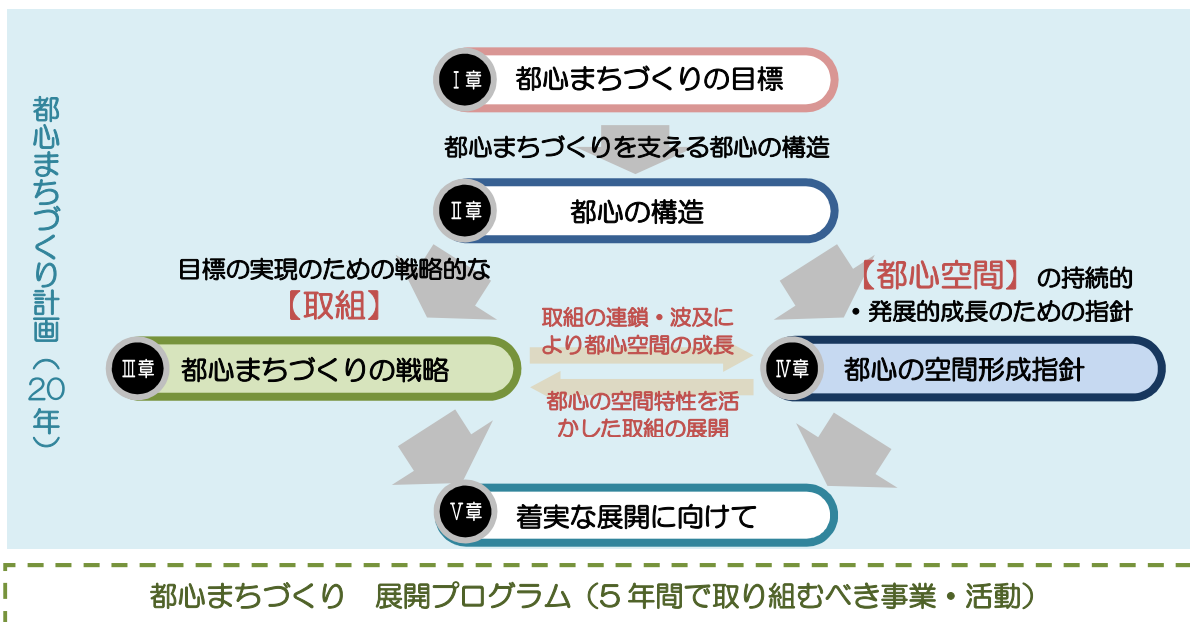 都心まちづくり計画（20年）
Ⅰ章 都心まちづくりの目標
都心まちづくりを支える都心の構造
Ⅱ章 都心の構造
目標の実現のための戦略的な
【取組】
【都心空間】の持続的
・発展的成長のための指針
取組の連鎖・波及に
より都心空間の成長
Ⅲ章 都心まちづくりの戦略
Ⅳ章 都心の空間形成指針
都心の空間特性を活
かした取組の展開
Ⅴ章 着実な展開に向けて
都心まちづくり　展開プログラム（5年間で取り組むべき事業・活動）